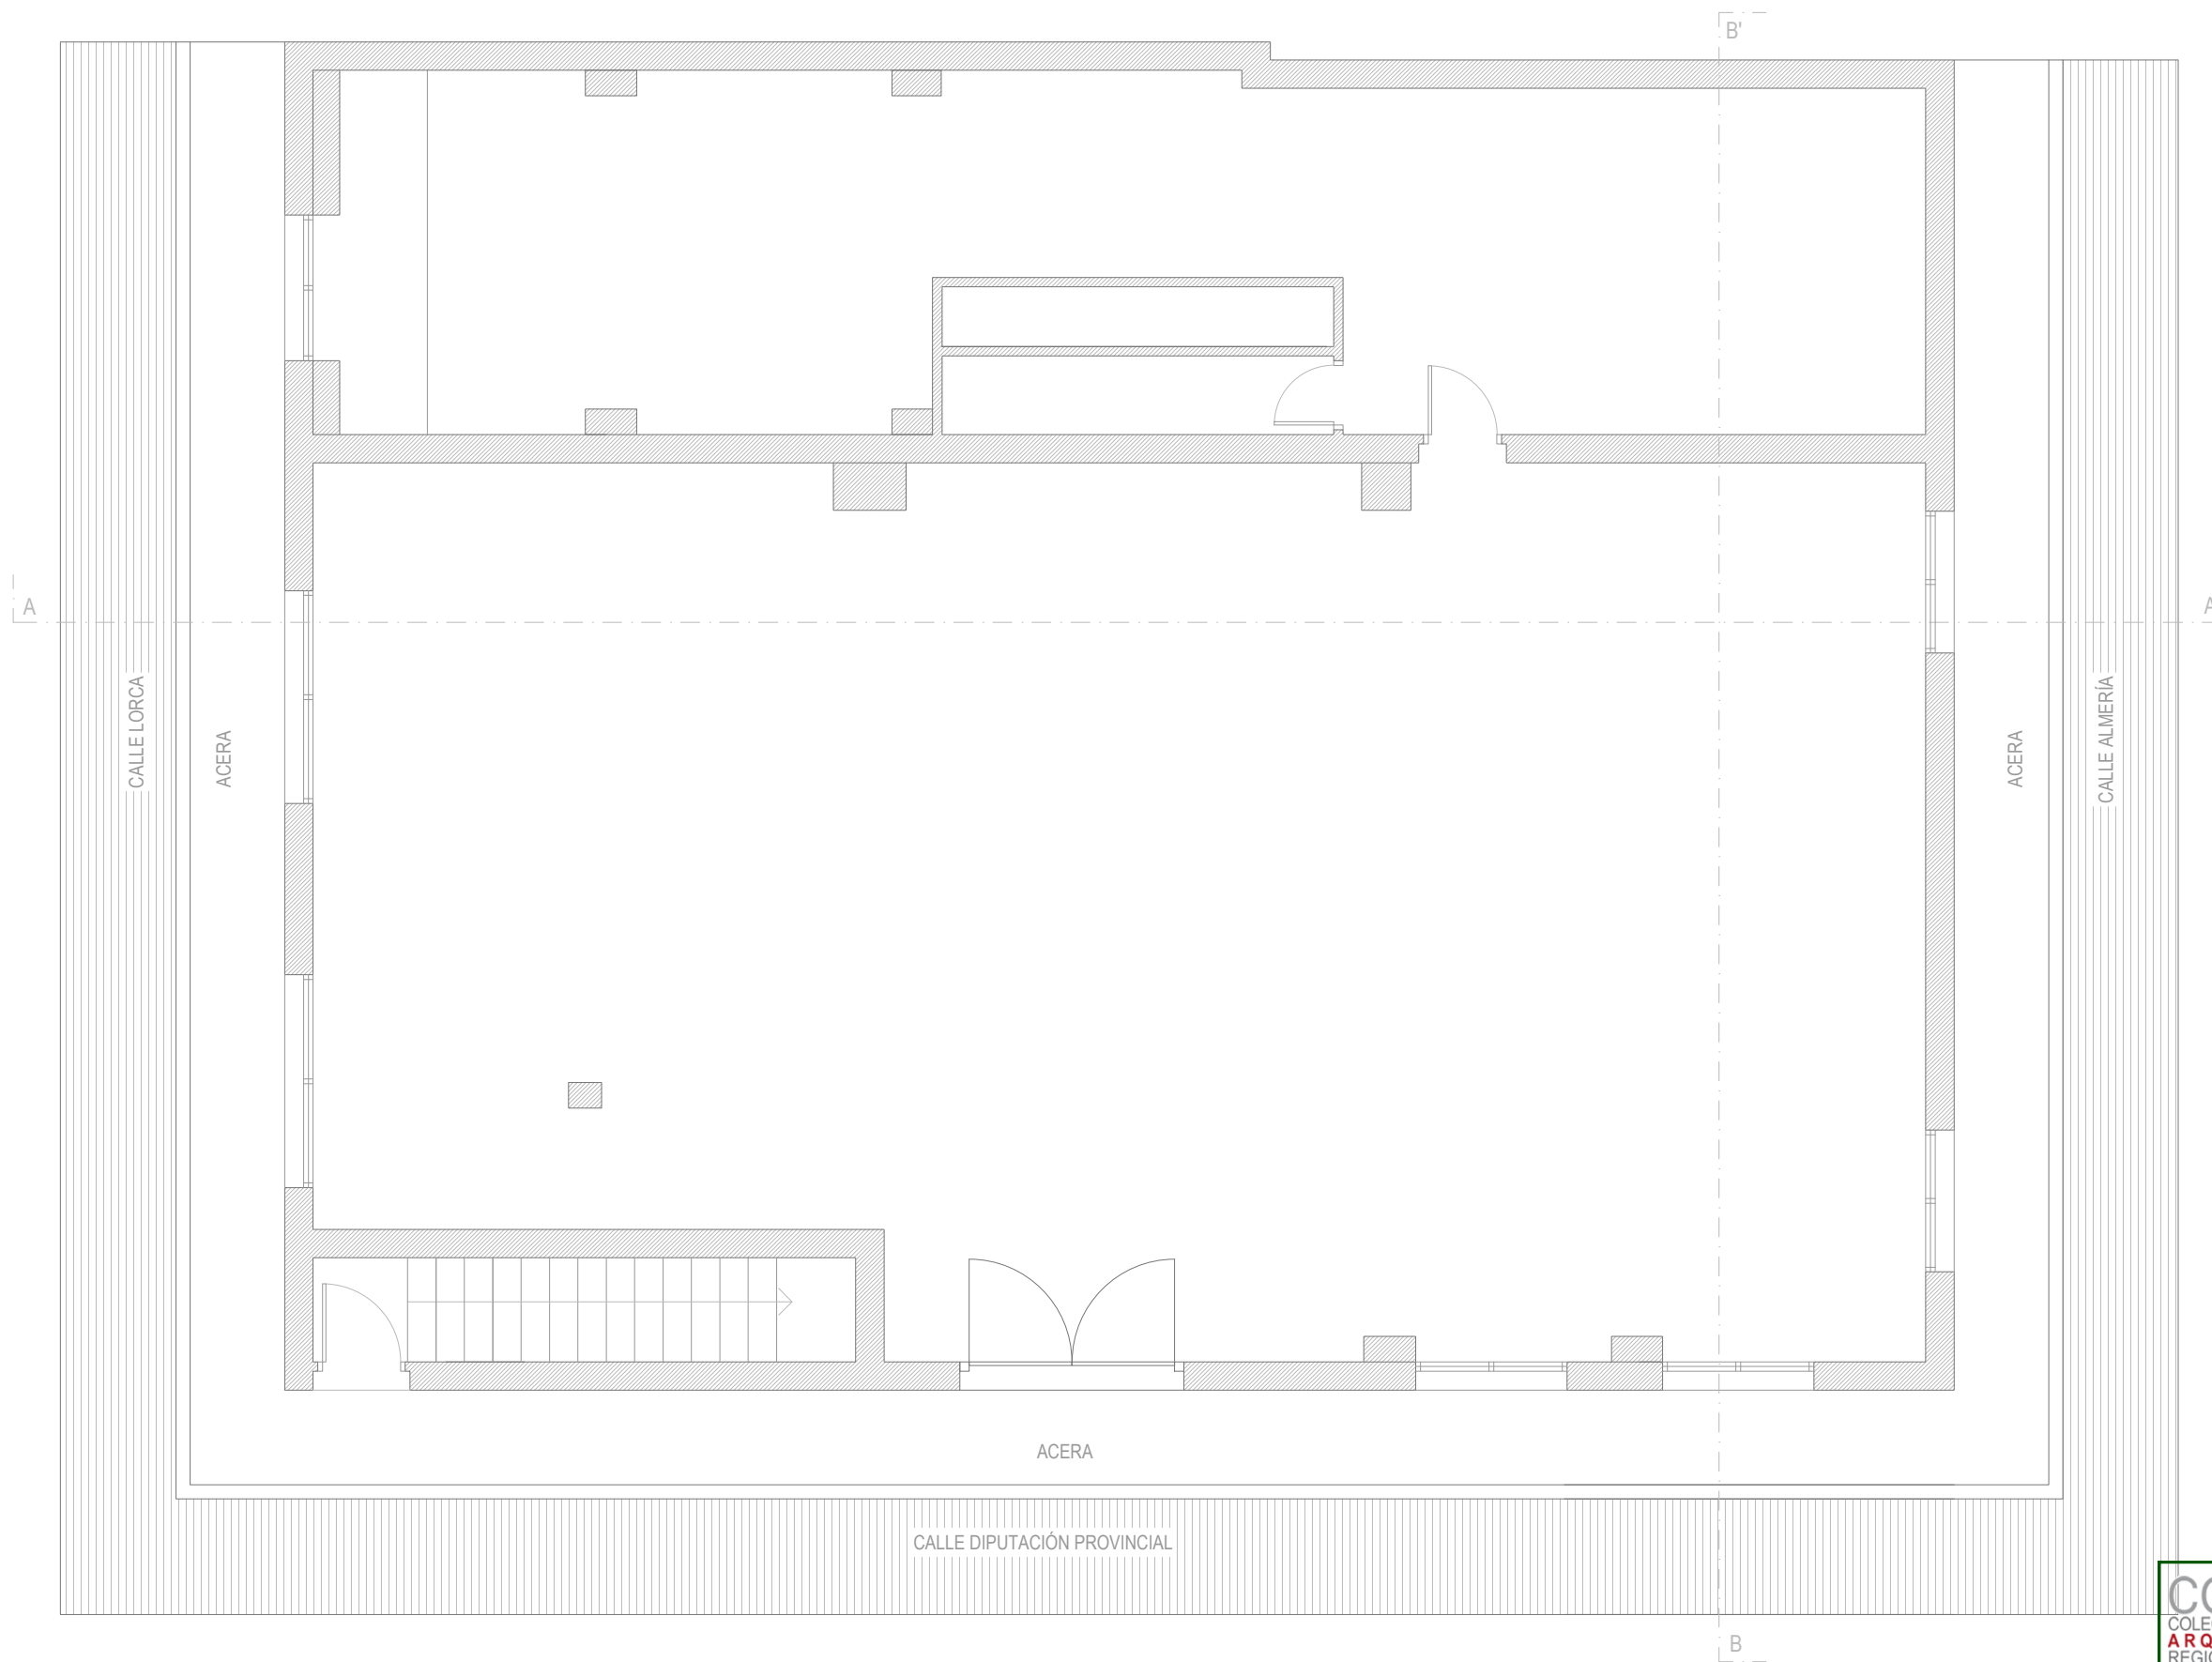 B'
A
A
CALLE LORCA
ACERA
ACERA
CALLE ALMERÍA
ACERA
CALLE DIPUTACIÓN PROVINCIAL
B